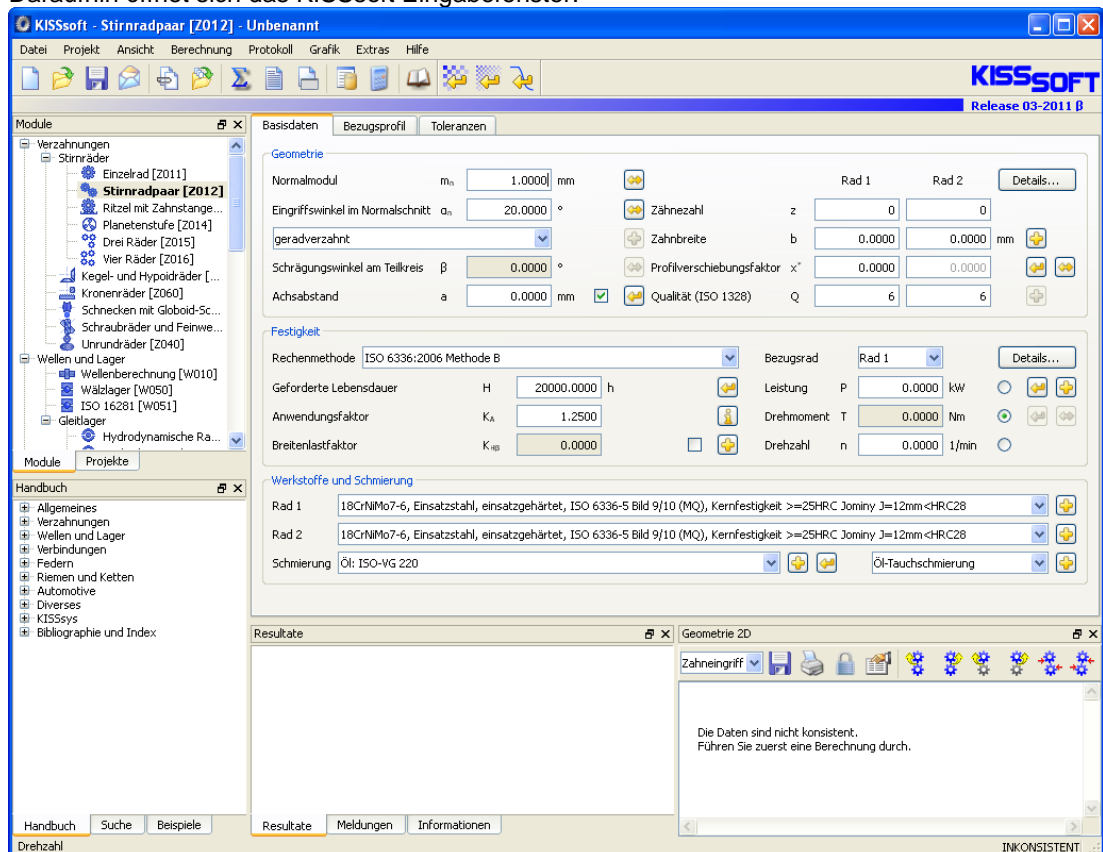 KISSsoft - Stirnradpaar [Z012] - Unbenannt
Datei Projekt Ansicht Berechnung Protokoll Grafik Extras Hilfe
KISSSOFT
Release 03-2011 β
Module
Verzahnungen
Stirnräder
Einzelrad [Z011]
Stirnradpaar [Z012]
Ritzel mit Zahnstange...
Planetenstufe [Z014]
Drei Räder [Z015]
Vier Räder [Z016]
Kegel- und Hypoidräder [...
Kronenräder [Z060]
Schnecken mit Globoid-Sc...
Schraubräder und Feinwe...
Unrundräder [Z040]
Wellen und Lager
Wellenberechnung [W010]
Wälzlager [W050]
ISO 16281 [W051]
Gleitlager
Hydrodynamische Ra...
Module Projekte
Handbuch
Allgemeines
Verzahnungen
Wellen und Lager
Verbindungen
Federn
Riemen und Ketten
Automotive
Diverses
KISSsys
Bibliographie und Index
Handbuch Suche Beispiele
Basisdaten Bezugsprofil Toleranzen
Geometrie
Normalmodul mn 1.0000 mm Rad 1 Rad 2 Details...
Eingriffswinkel im Normalschnitt αn 20.0000 ° Zähnezahl z 0 0
geradverzahnt Zahnbreite b 0.0000 0.0000 mm
Schrägungswinkel am Teilkreis β 0.0000 ° Profilverschiebungsfaktor x* 0.0000 0.0000
Achsabstand a 0.0000 mm Qualität (ISO 1328) Q 6 6
Festigkeit
Rechenmethode ISO 6336:2006 Methode B Bezugsrad Rad 1 Details...
Geforderte Lebensdauer H 20000.0000 h Leistung P 0.0000 kW
Anwendungsfaktor KA 1.2500 Drehmoment T 0.0000 Nm
Breitenlastfaktor KHβ 0.0000 Drehzahl n 0.0000 1/min
Werkstoffe und Schmierung
Rad 1 18CrNiMo7-6, Einsatzstahl, einsatzgehärtet, ISO 6336-5 Bild 9/10 (MQ), Kernfestigkeit >=25HRC Jominy J=12mm<HRC28
Rad 2 18CrNiMo7-6, Einsatzstahl, einsatzgehärtet, ISO 6336-5 Bild 9/10 (MQ), Kernfestigkeit >=25HRC Jominy J=12mm<HRC28
Schmierung Öl: ISO-VG 220 Öl-Tauchschmierung
Resultate
Resultate Meldungen Informationen
Geometrie 2D
Zahneingriff
Die Daten sind nicht konsistent.
Führen Sie zuerst eine Berechnung durch.
Drehzahl INKONSISTENT